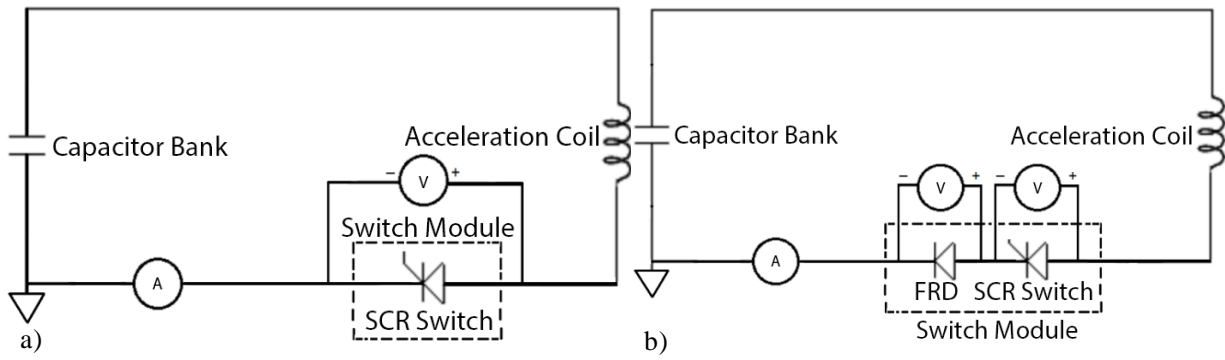 Capacitor Bank
Acceleration Coil
− V +
Switch Module
A
SCR Switch
a)
Capacitor Bank
Acceleration Coil
− V + − V +
A
FRD SCR Switch
Switch Module
b)